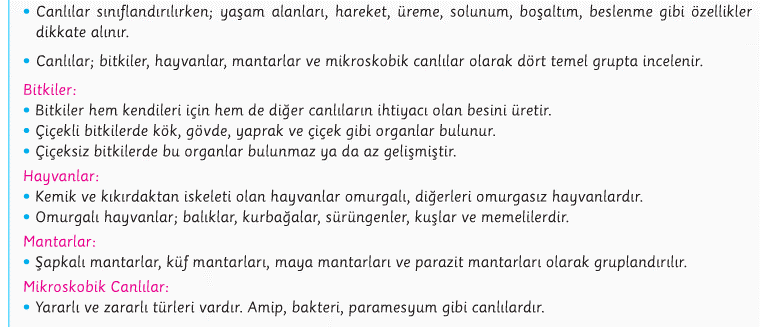 • Canlılar sınıflandırılırken; yaşam alanları, hareket, üreme, solunum, boşaltım, beslenme gibi özellikler
dikkate alınır.
• Canlılar; bitkiler, hayvanlar, mantarlar ve mikroskobik canlılar olarak dört temel grupta incelenir.
Bitkiler:
• Bitkiler hem kendileri için hem de diğer canlıların ihtiyacı olan besini üretir.
• Çiçekli bitkilerde kök, gövde, yaprak ve çiçek gibi organlar bulunur.
• Çiçeksiz bitkilerde bu organlar bulunmaz ya da az gelişmiştir.
Hayvanlar:
• Kemik ve kıkırdaktan iskeleti olan hayvanlar omurgalı, diğerleri omurgasız hayvanlardır.
• Omurgalı hayvanlar; balıklar, kurbağalar, sürüngenler, kuşlar ve memelilerdir.
Mantarlar:
• Şapkalı mantarlar, küf mantarları, maya mantarları ve parazit mantarları olarak gruplandırılır.
Mikroskobik Canlılar:
• Yararlı ve zararlı türleri vardır. Amip, bakteri, paramesyum gibi canlılardır.